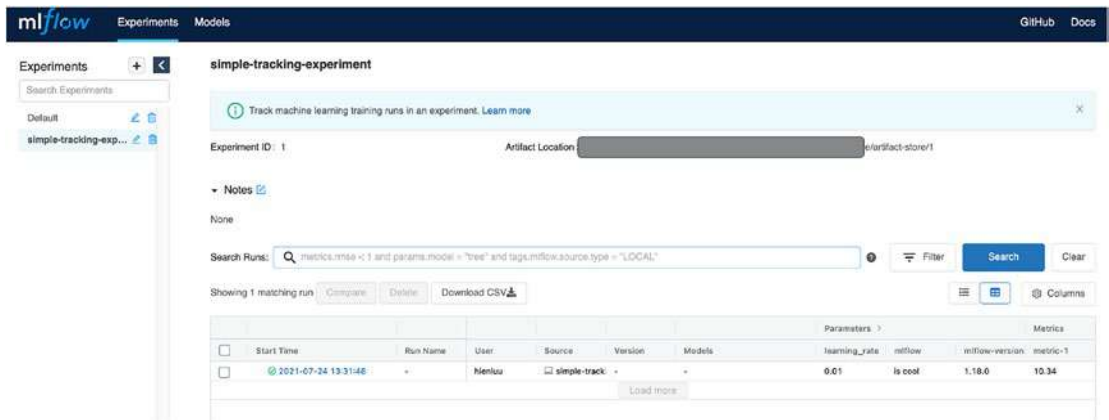 mlflow Experiments Models GitHub Docs
Experiments + <
simple-tracking-experiment
Search Experiments
Track machine learning training runs in an experiment. Learn more
Default
simple-tracking-exp...
Experiment ID: 1 Artifact Location: e/artifact-store/1
Notes
None
Search Runs: metrics.rmse < 1 and params.model = "tree" and tags.mlflow.source.type = "LOCAL" Filter Search Clear
Showing 1 matching run Compare Delete Download CSV Columns
Parameters > Metrics
Start Time Run Name User Source Version Models learning_rate mlflow mlflow-version metric-1
2021-07-24 13:31:48 - hienluu simple-track - - 0.01 is cool 1.18.0 10.34
Load more